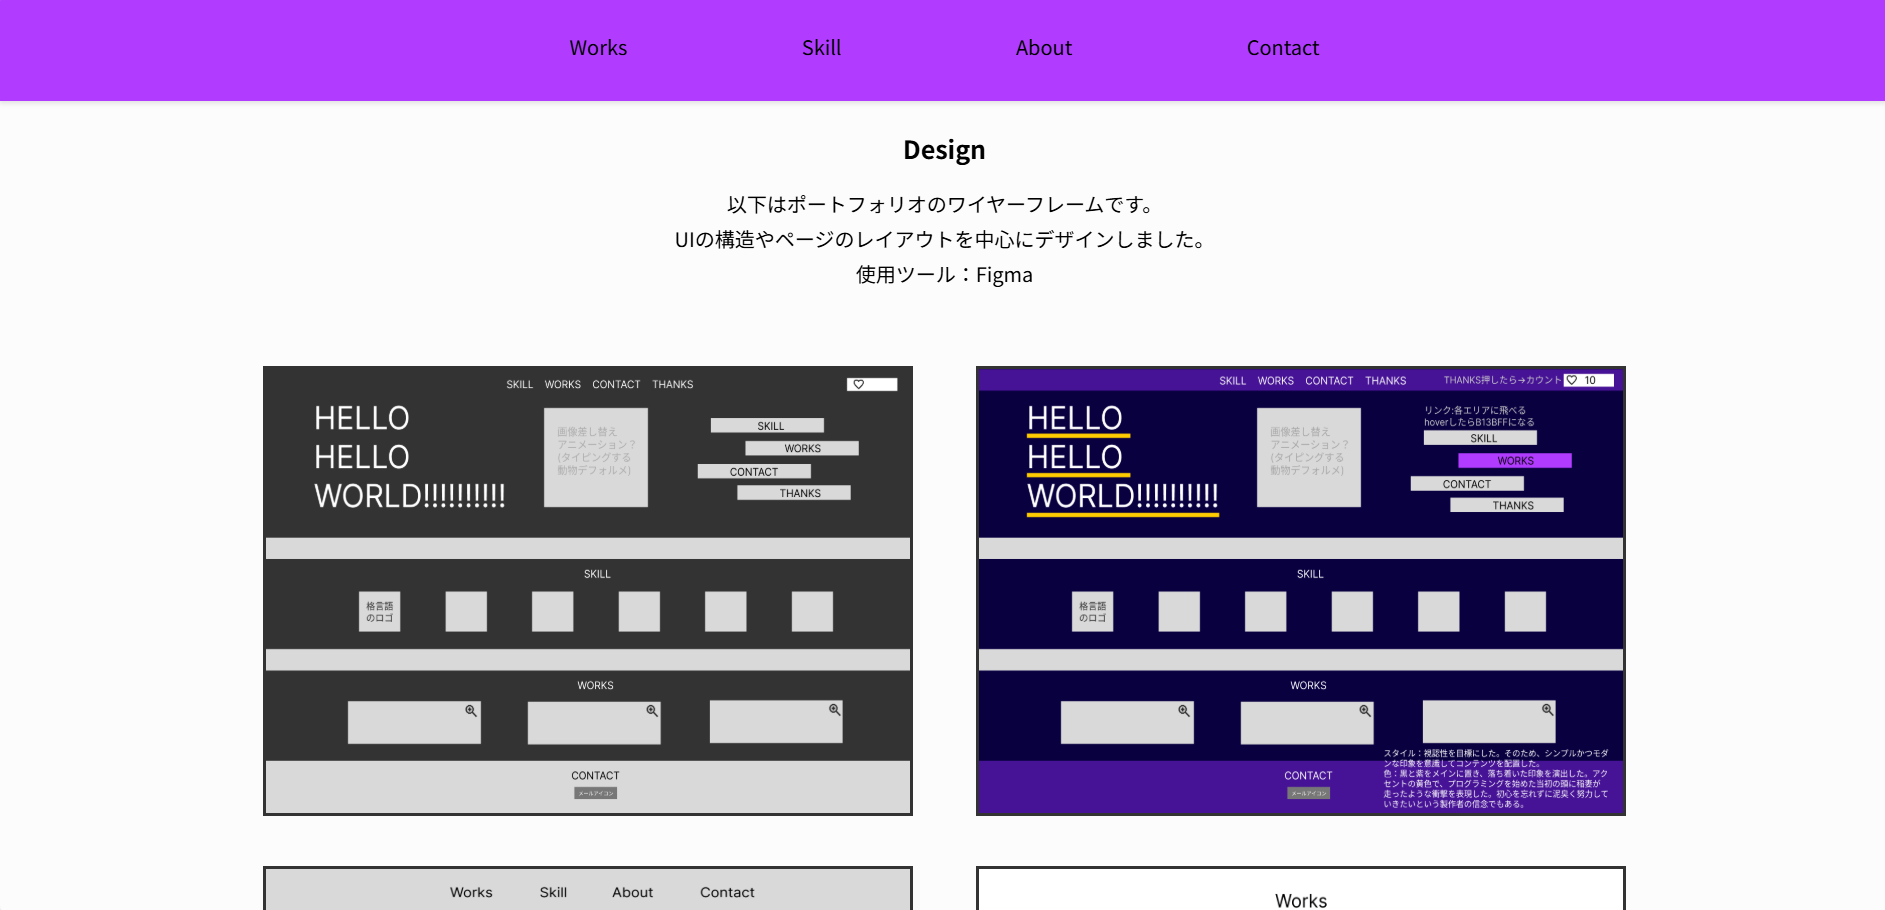 Works Skill About Contact
Design
以下はポートフォリオのワイヤーフレームです。
UIの構造やページのレイアウトを中心にデザインしました。
使用ツール：Figma
SKILL WORKS CONTACT THANKS
HELLO
HELLO
WORLD!!!!!!!!!!
画像差し替え
アニメーション？
(タイピングする
動物デフォルメ)
SKILL
WORKS
CONTACT
THANKS
SKILL
格言語
のロゴ
WORKS
CONTACT
メールアイコン
SKILL WORKS CONTACT THANKS
THANKS押したら→カウント
10
HELLO
HELLO
WORLD!!!!!!!!!!
画像差し替え
アニメーション？
(タイピングする
動物デフォルメ)
リンク:各エリアに飛べる
hoverしたらB13BFFになる
SKILL
WORKS
CONTACT
THANKS
SKILL
格言語
のロゴ
WORKS
CONTACT
メールアイコン
スタイル：視認性を目標にした。そのため、シンプルかつモダ
ンな印象を意識してコンテンツを配置した。
色：黒と紫をメインに置き、落ち着いた印象を演出した。アク
セントの黄色で、プログラミングを始めた当初の頭に稲妻が
走ったような衝撃を表現した。初心を忘れずに泥臭く努力して
いきたいという製作者の信念でもある。
Works Skill About Contact
Works